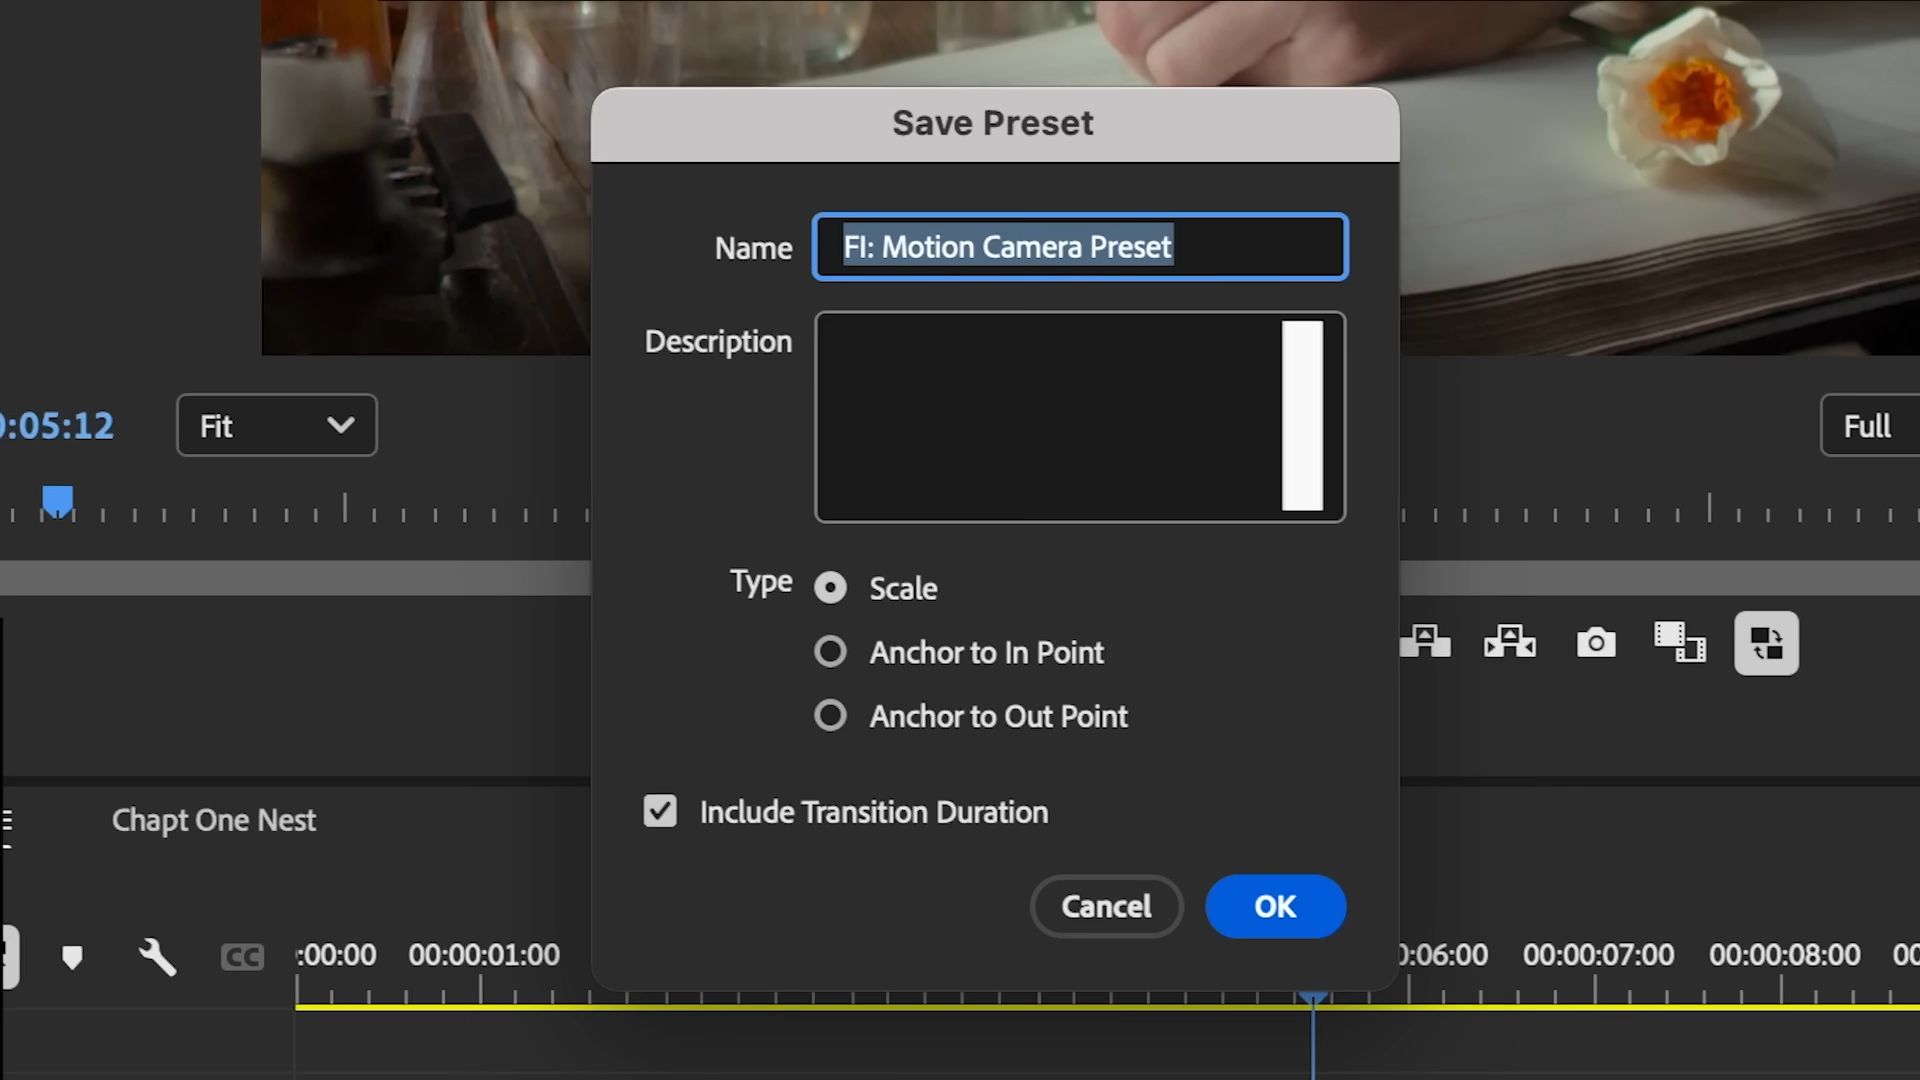 Save Preset
Name
FI: Motion Camera Preset
Description
:05:12
Fit
Full
Type
Scale
Anchor to In Point
Anchor to Out Point
Include Transition Duration
Chapt One Nest
Cancel
OK
CC
:00:00
00:00:01:00
:06:00
00:00:07:00
00:00:08:00
00